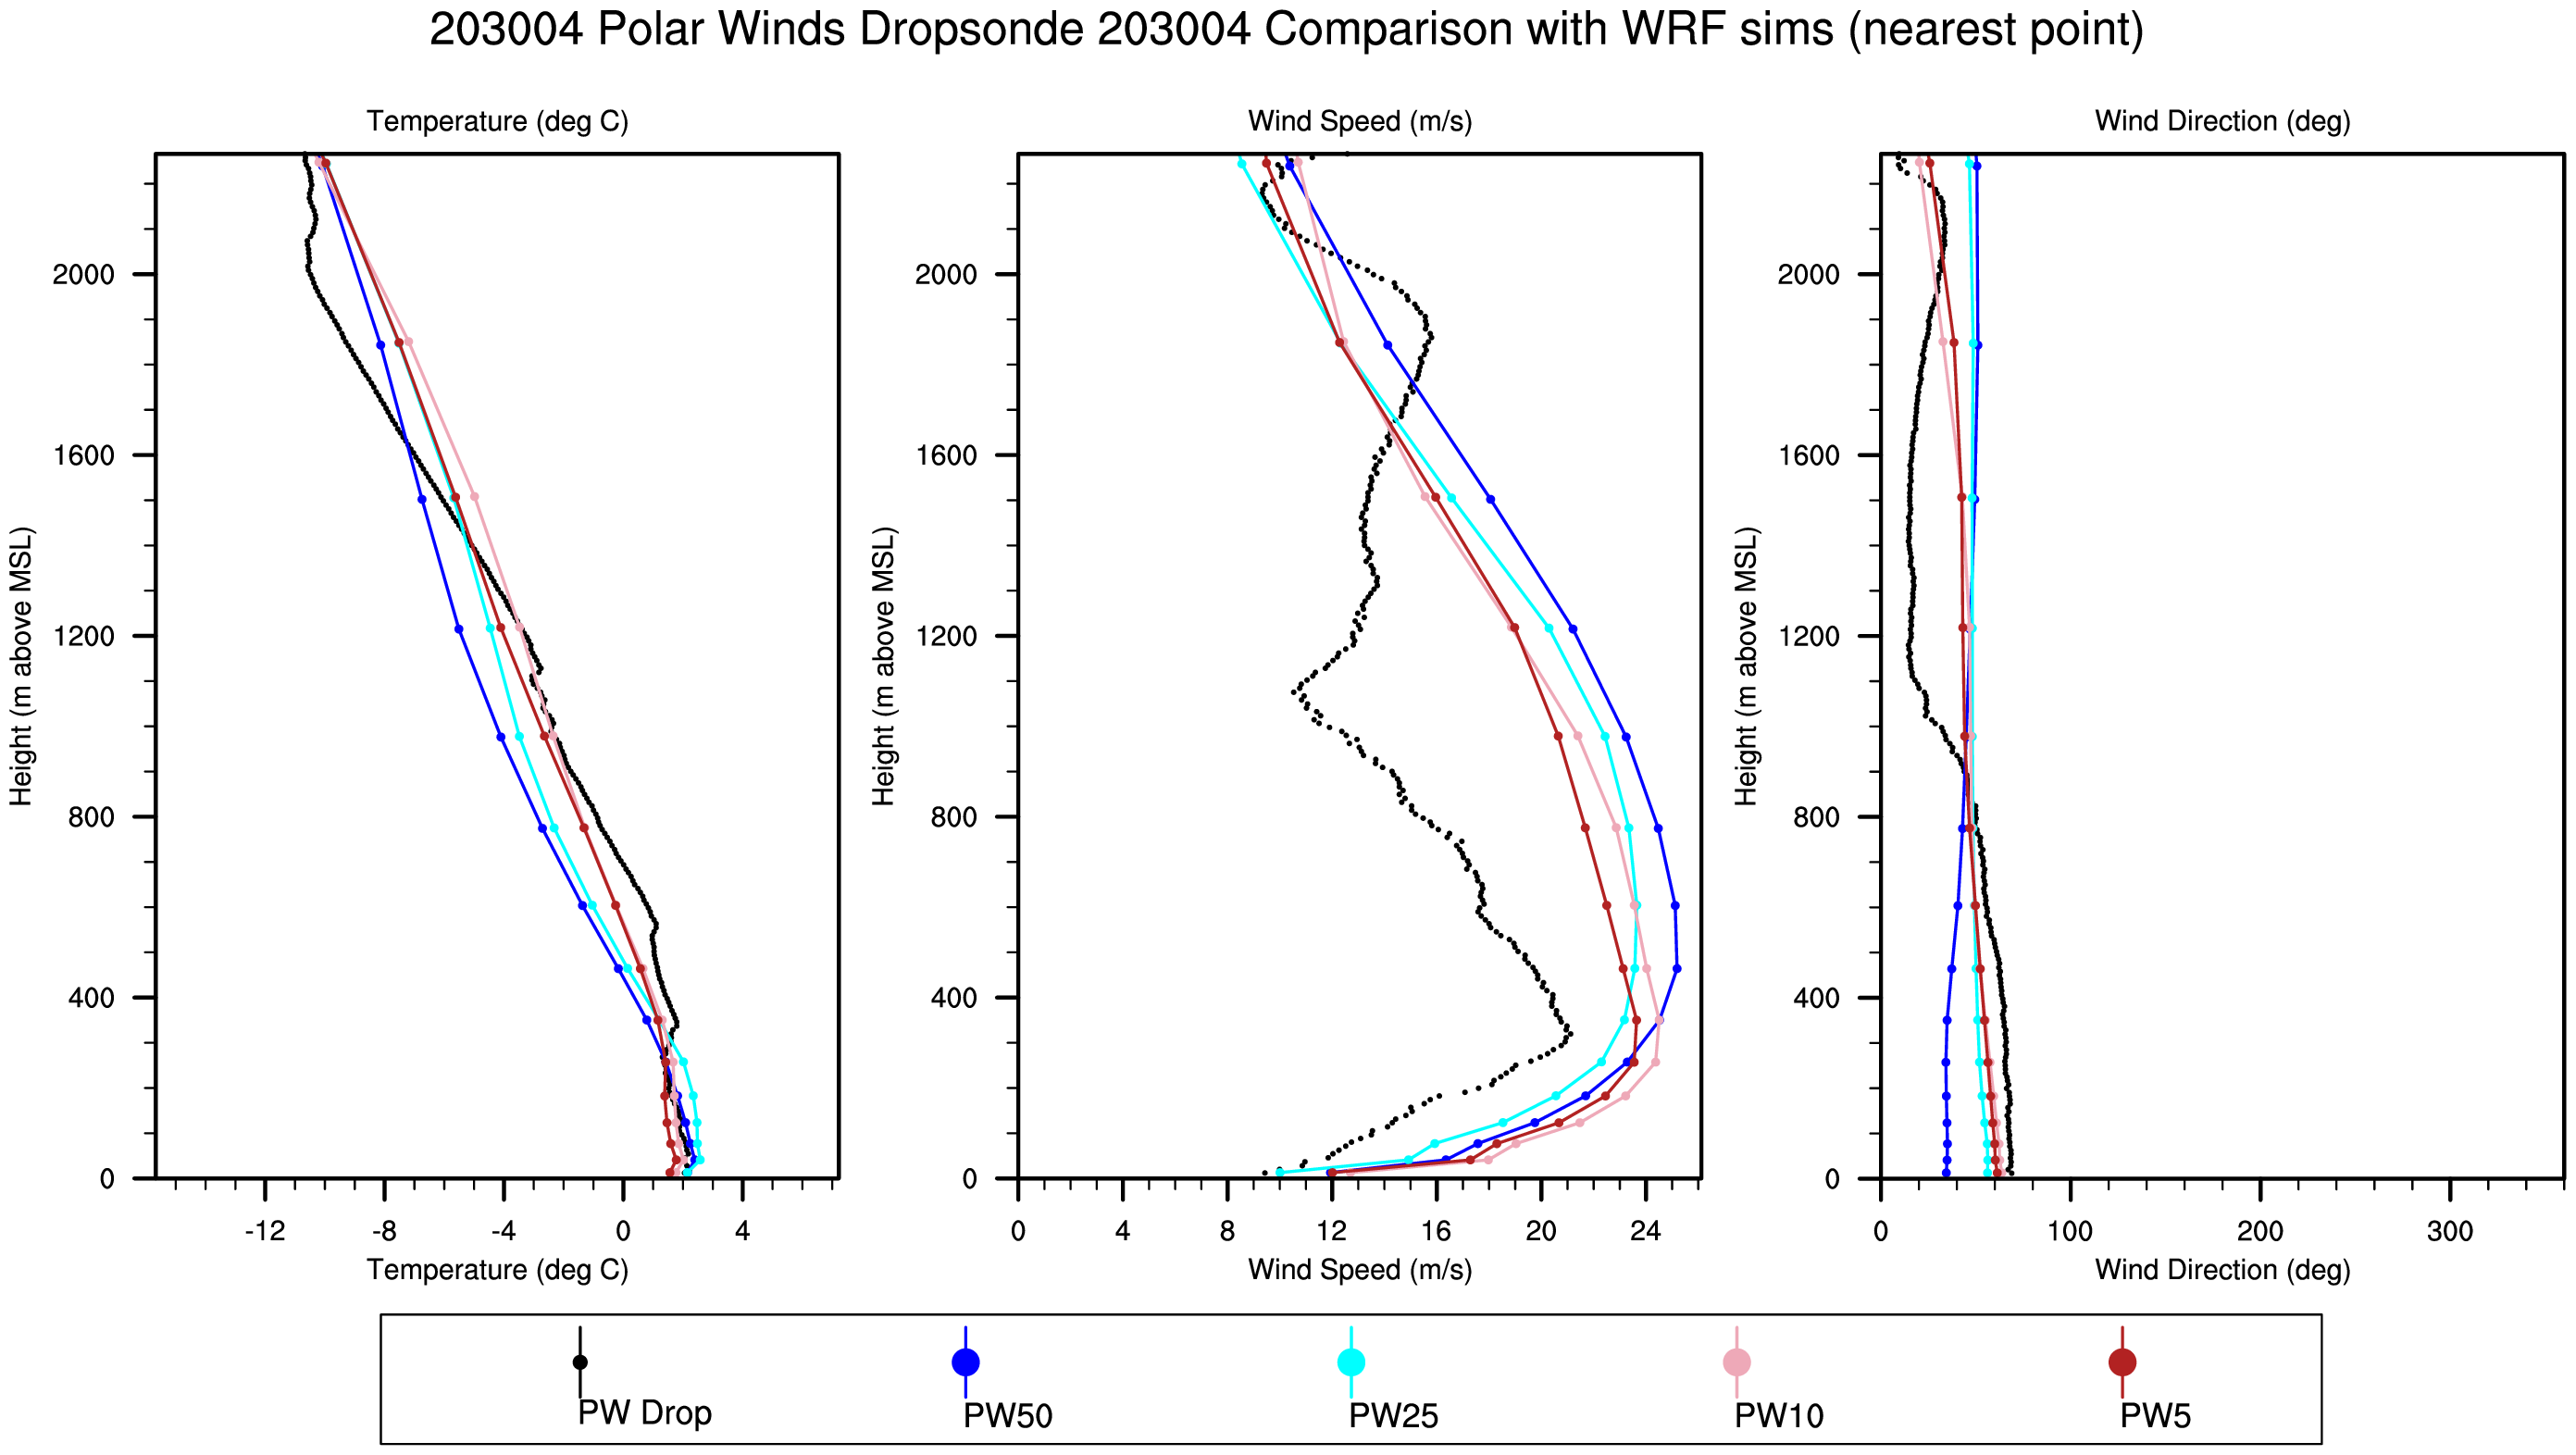 203004 Polar Winds Dropsonde 203004 Comparison with WRF sims (nearest point)
Temperature (deg C)
Wind Speed (m/s)
Wind Direction (deg)
Height (m above MSL)
2000
1600
1200
800
400
0
-12 -8 -4 0 4
Temperature (deg C)
Height (m above MSL)
2000
1600
1200
800
400
0
0 4 8 12 16 20 24
Wind Speed (m/s)
Height (m above MSL)
2000
1600
1200
800
400
0
0 100 200 300
Wind Direction (deg)
PW Drop PW50 PW25 PW10 PW5